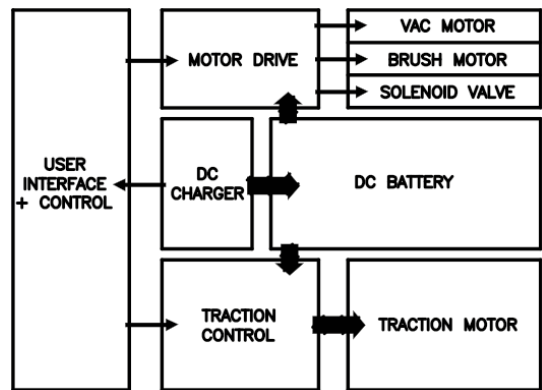 MOTOR DRIVE
VAC MOTOR
BRUSH MOTOR
SOLENOID VALVE
USER
INTERFACE
+ CONTROL
DC
CHARGER
DC BATTERY
TRACTION
CONTROL
TRACTION MOTOR